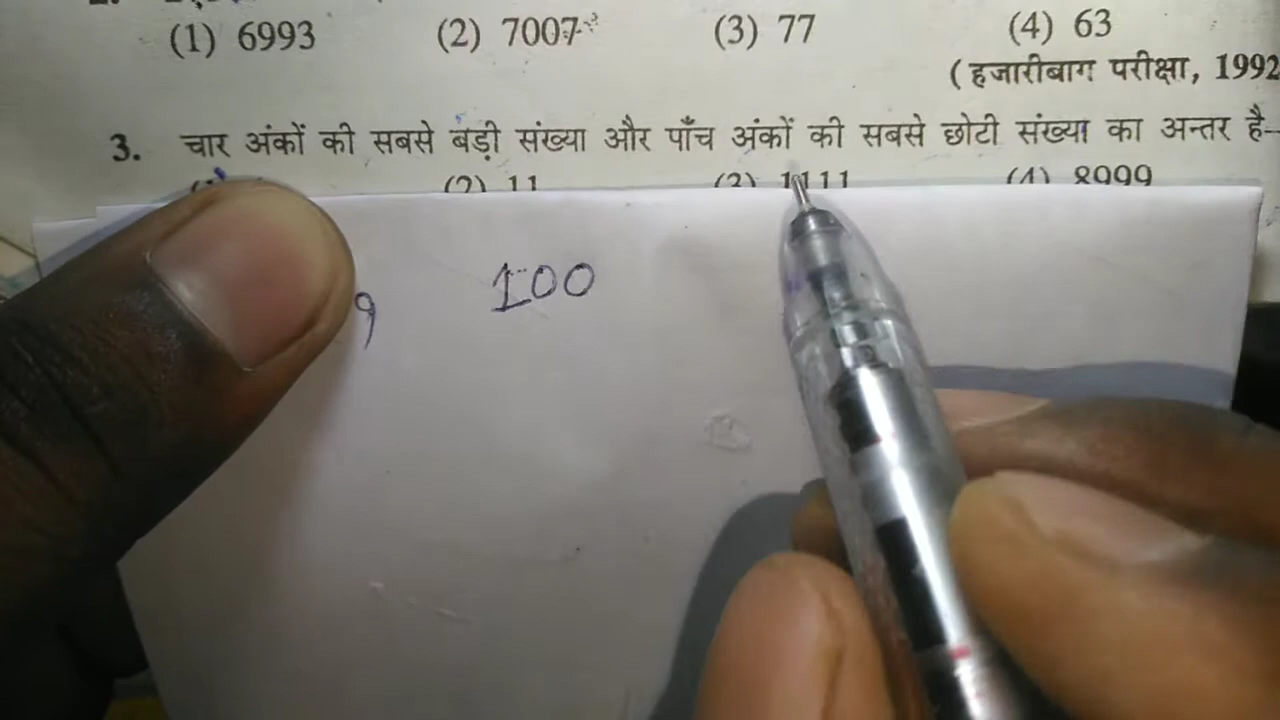 (1) 6993 (2) 7007 (3) 77 (4) 63
(हजारीबाग परीक्षा, 1992
3. चार अंकों की सबसे बड़ी संख्या और पाँच अंकों की सबसे छोटी संख्या का अन्तर है–
(2) 11 (3) 1111 (4) 8999
9 100